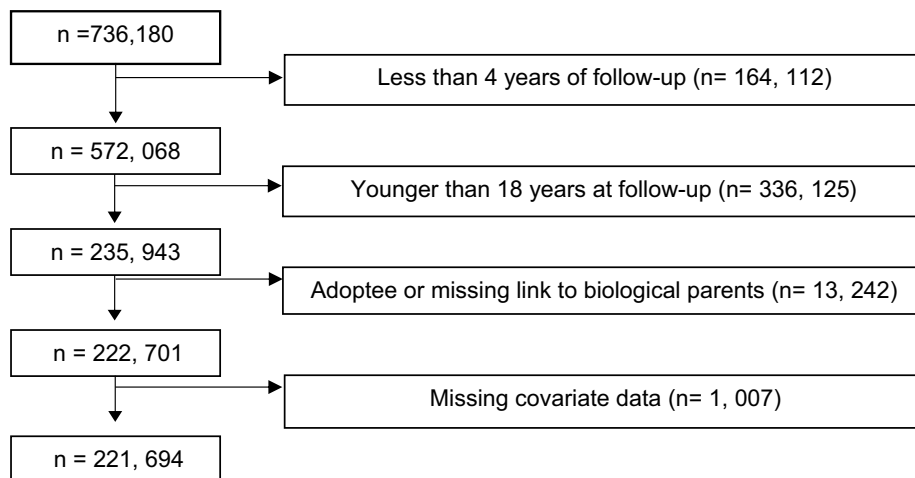 n =736,180
Less than 4 years of follow-up (n= 164, 112)
n = 572, 068
Younger than 18 years at follow-up (n= 336, 125)
n = 235, 943
Adoptee or missing link to biological parents (n= 13, 242)
n = 222, 701
Missing covariate data (n= 1, 007)
n = 221, 694